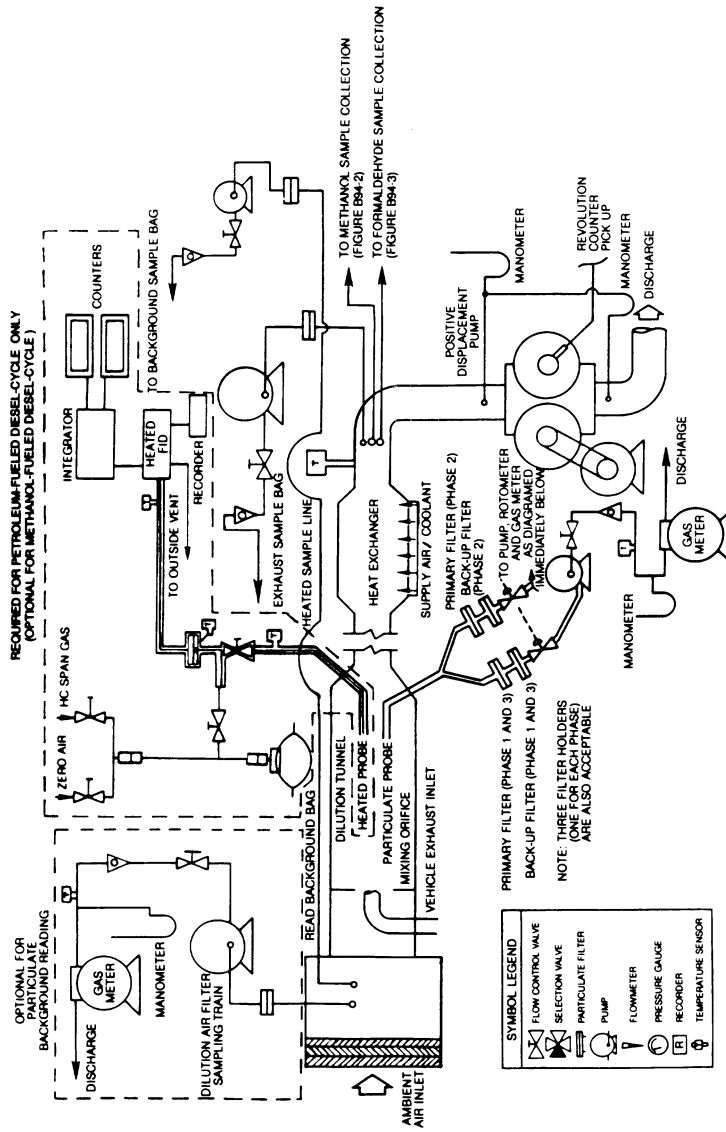 REQUIRED FOR PETROLEUM-FUELED DIESEL-CYCLE ONLY
(OPTIONAL FOR METHANOL-FUELED DIESEL-CYCLE)
OPTIONAL FOR
PARTICULATE
BACKGROUND READING
DISCHARGE
GAS
METER
MANOMETER
DILUTION AIR FILTER
SAMPLING TRAIN
ZERO AIR
HC SPAN GAS
INTEGRATOR
COUNTERS
HEATED
FID
RECORDER
TO OUTSIDE VENT
TO BACKGROUND SAMPLE BAG
EXHAUST SAMPLE BAG
HEATED SAMPLE LINE
READ BACKGROUND BAG
TO METHANOL SAMPLE COLLECTION
(FIGURE B94-2)
TO FORMALDEHYDE SAMPLE COLLECTION
(FIGURE B94-3)
AMBIENT
AIR INLET
DILUTION TUNNEL
HEATED PROBE
PARTICULATE PROBE
MIXING ORIFICE
VEHICLE EXHAUST INLET
HEAT EXCHANGER
SUPPLY AIR/ COOLANT
T
T
T
T
T
POSITIVE
DISPLACEMENT
PUMP
MANOMETER
REVOLUTION
COUNTER
PICK UP
MANOMETER
DISCHARGE
PRIMARY FILTER (PHASE 2)
BACK-UP FILTER
(PHASE 2)
TO PUMP, ROTOMETER
AND GAS METER
AS DIAGRAMED
IMMEDIATELY BELOW
PRIMARY FILTER (PHASE 1 AND 3)
BACK-UP FILTER (PHASE 1 AND 3)
NOTE: THREE FILTER HOLDERS
(ONE FOR EACH PHASE)
ARE ALSO ACCEPTABLE
T
MANOMETER
GAS
METER
DISCHARGE
SYMBOL LEGEND
FLOW CONTROL VALVE
SELECTION VALVE
PARTICULATE FILTER
PUMP
FLOWMETER
PRESSURE GAUGE
R RECORDER
TEMPERATURE SENSOR